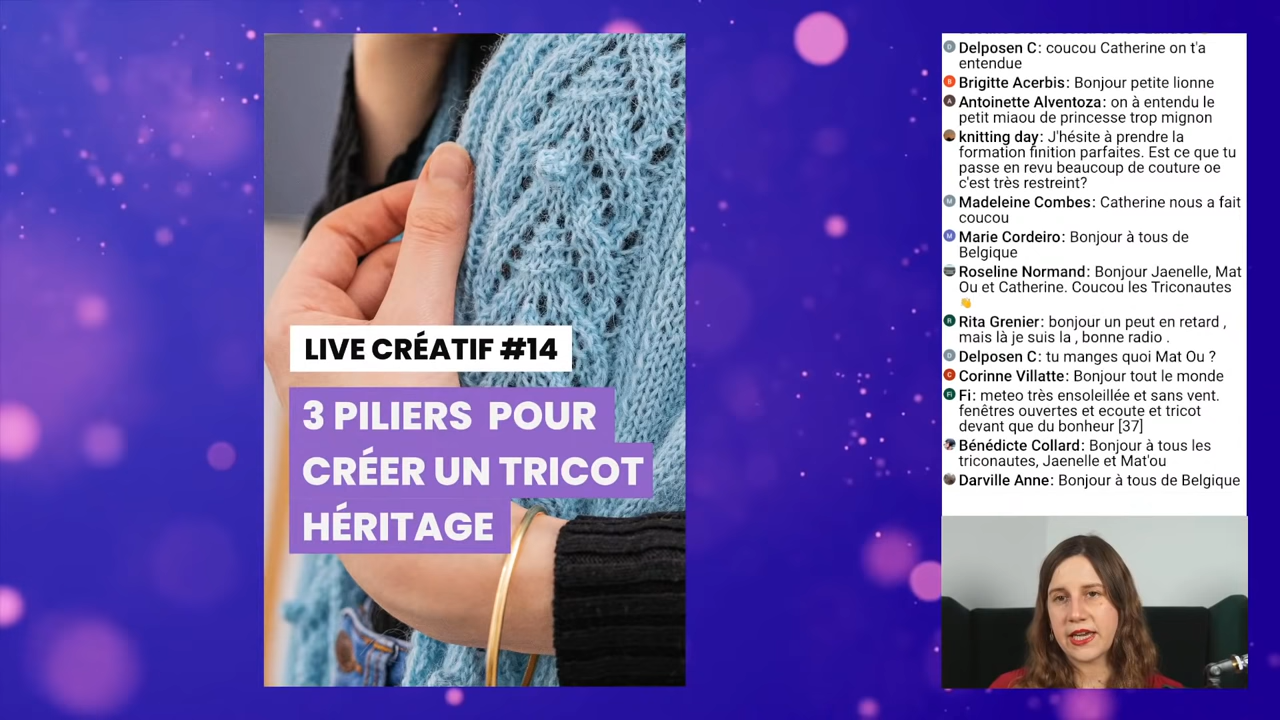 LIVE CRÉATIF #14
3 PILIERS POUR
CRÉER UN TRICOT
HÉRITAGE
Delposen C: coucou Catherine on t'a
entendue
Brigitte Acerbis: Bonjour petite lionne
Antoinette Alventoza: on à entendu le
petit miaou de princesse trop mignon
knitting day: J'hésite à prendre la
formation finition parfaites. Est ce que tu
passe en revu beaucoup de couture oe
c'est très restreint?
Madeleine Combes: Catherine nous a fait
coucou
Marie Cordeiro: Bonjour à tous de
Belgique
Roseline Normand: Bonjour Jaenelle, Mat
Ou et Catherine. Coucou les Triconautes
👋
Rita Grenier: bonjour un peut en retard ,
mais là je suis la , bonne radio .
Delposen C: tu manges quoi Mat Ou ?
Corinne Villatte: Bonjour tout le monde
Fi: meteo très ensoleillée et sans vent.
fenêtres ouvertes et ecoute et tricot
devant que du bonheur [37]
Bénédicte Collard: Bonjour à tous les
triconautes, Jaenelle et Mat'ou
Darville Anne: Bonjour à tous de Belgique